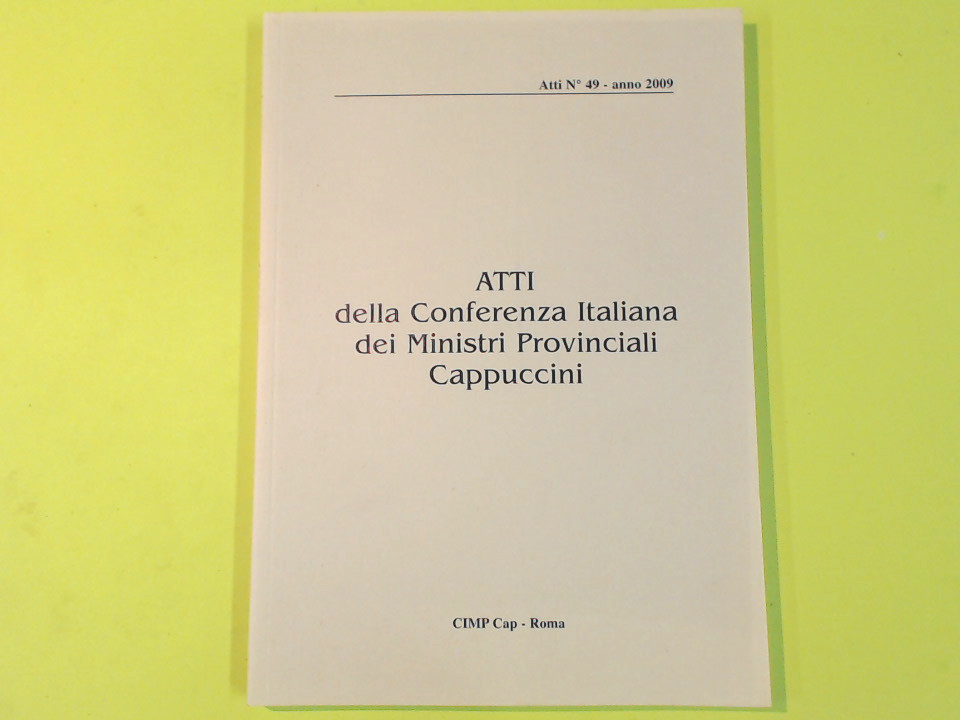 Atti N° 49 - anno 2009
ATTI
della Conferenza Italiana
dei Ministri Provinciali
Cappuccini
CIMP Cap - Roma